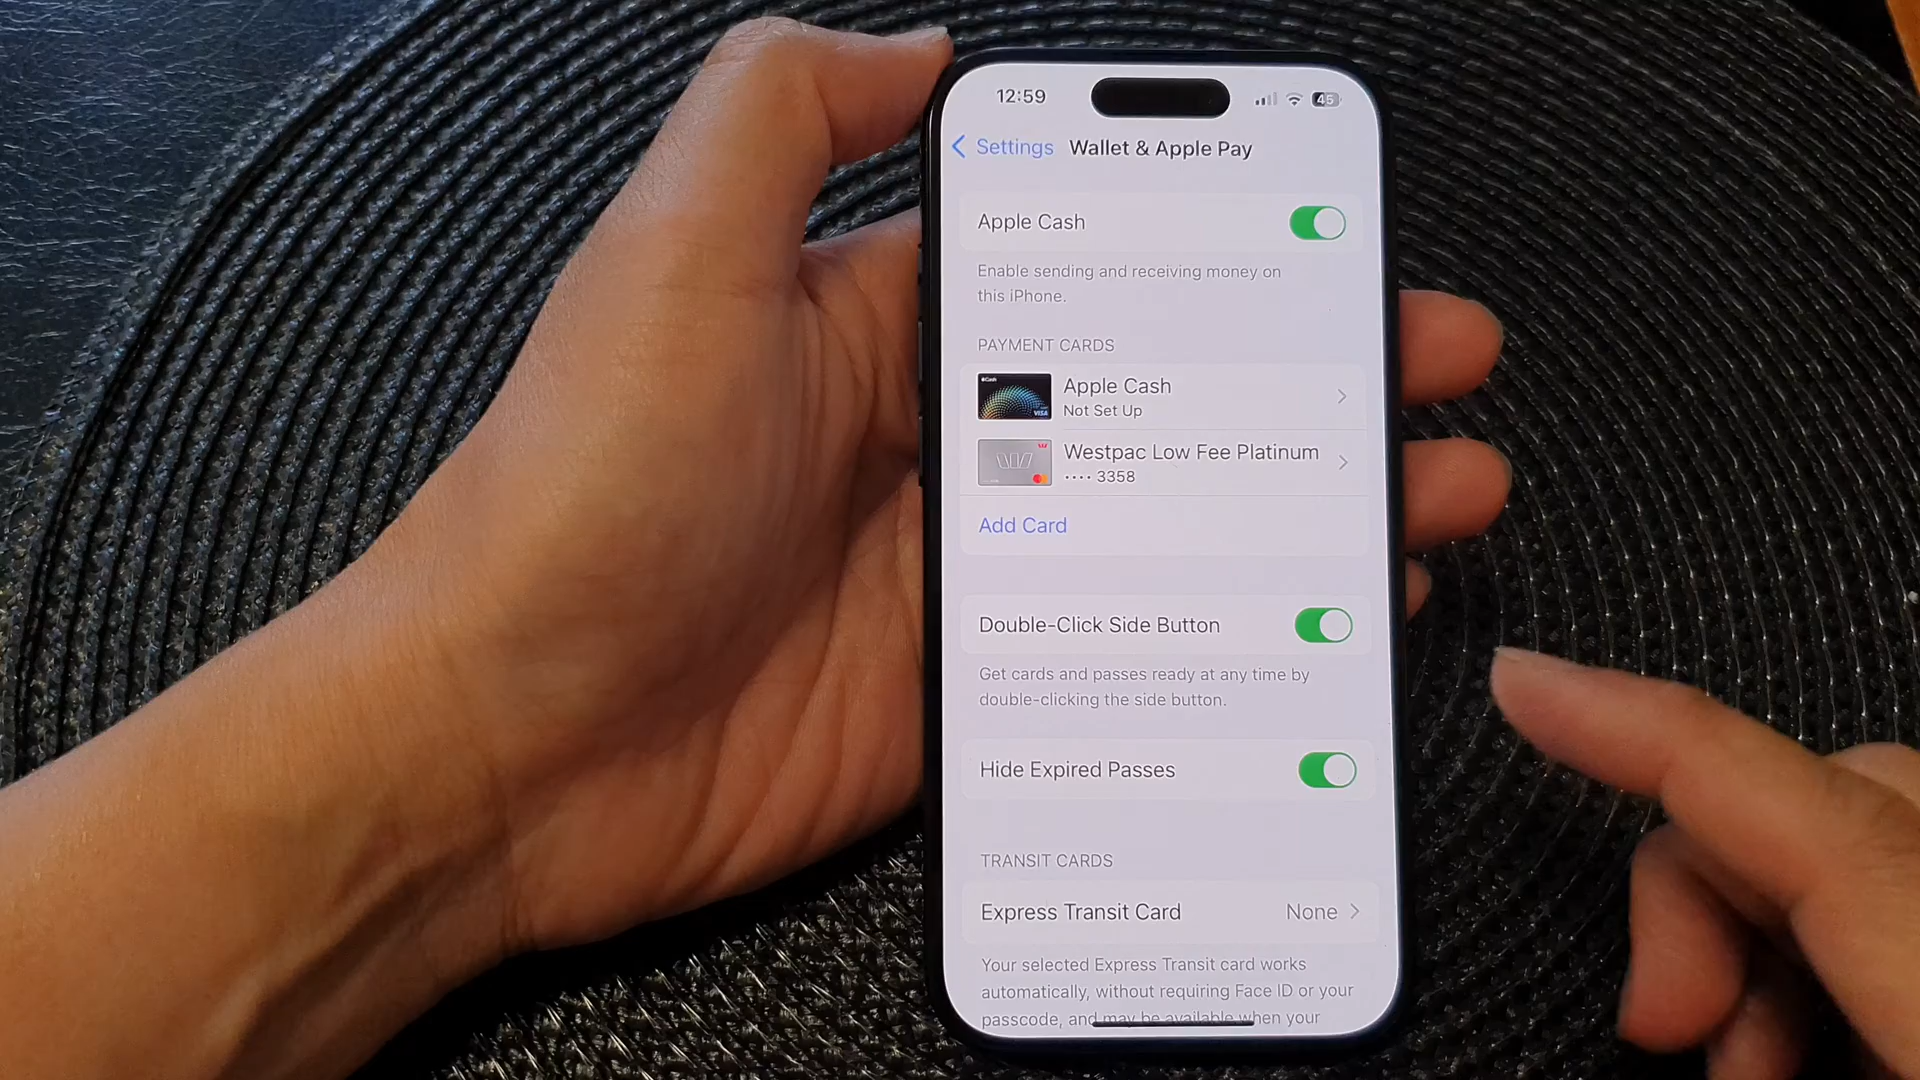 12:59
45
Settings Wallet & Apple Pay
Apple Cash
Enable sending and receiving money on
this iPhone.
PAYMENT CARDS
Cash
VISA
Apple Cash
Not Set Up
Westpac Low Fee Platinum
•••• 3358
Add Card
Double-Click Side Button
Get cards and passes ready at any time by
double-clicking the side button.
Hide Expired Passes
TRANSIT CARDS
Express Transit Card None
Your selected Express Transit card works
automatically, without requiring Face ID or your
passcode, and may be available when your